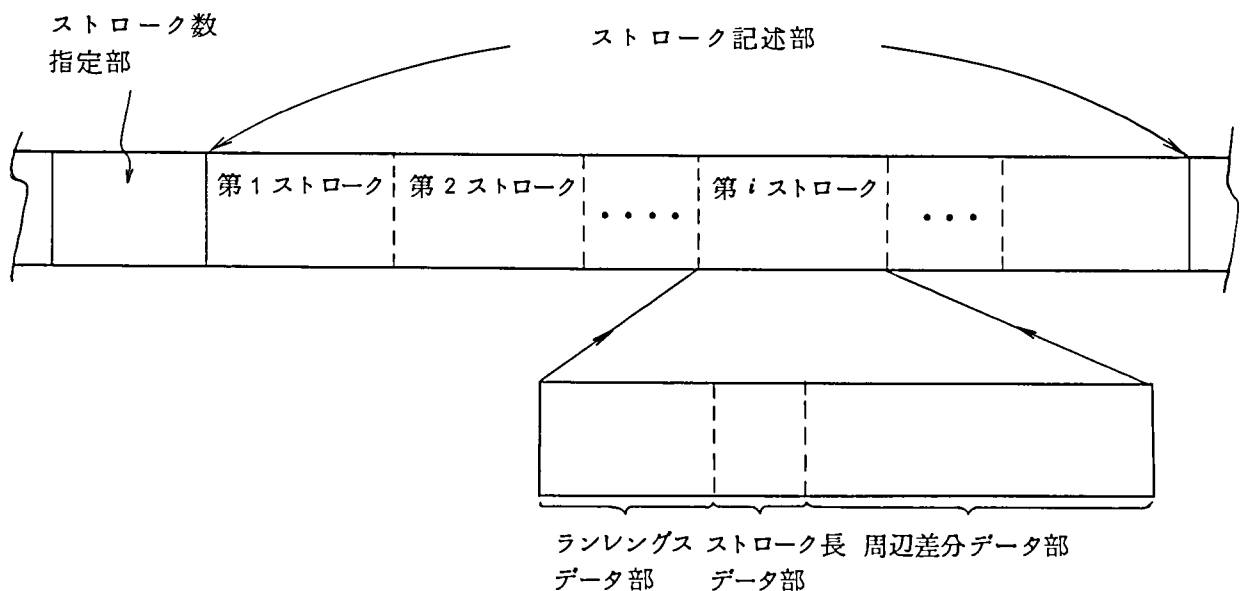 ストローク数
指定部
ストローク記述部
第1ストローク
第2ストローク
第iストローク
ランレングス
データ部
ストローク長
データ部
周辺差分データ部